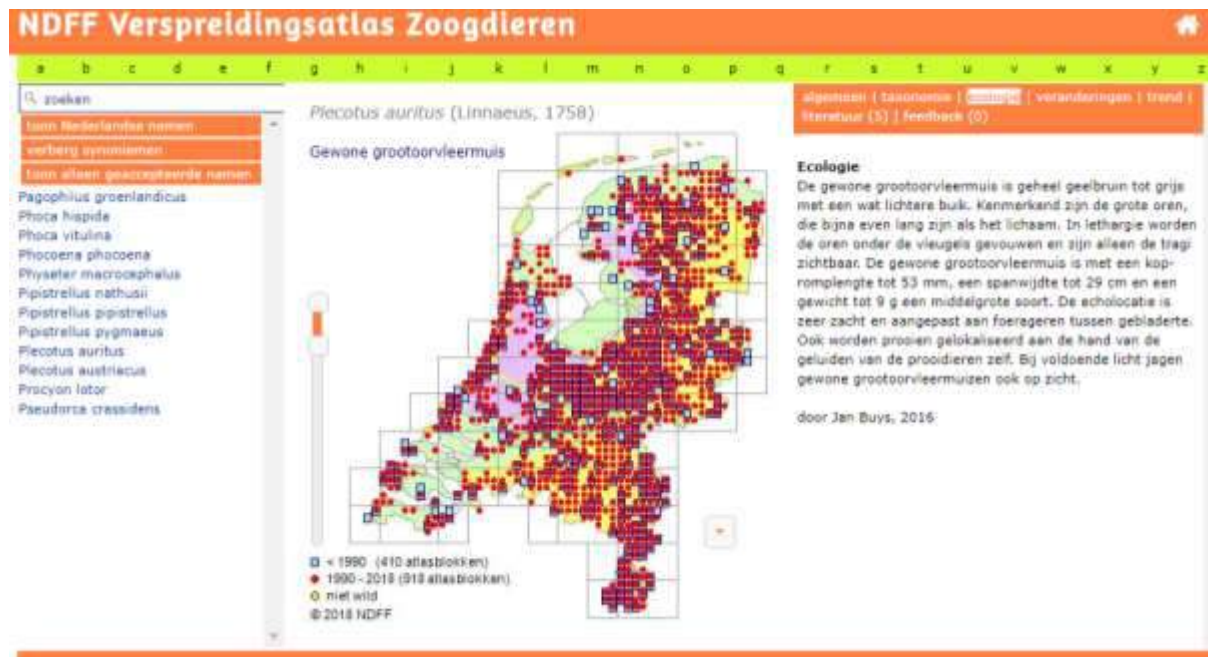 NDFF Verspreidingsatlas Zoogdieren
a b c d e f g h i j k l m n o p q r s t u v w x y z
zoeken
toon Nederlandse namen
verberg synoniemen
toon alleen geaccepteerde namen
Pagophilus groenlandicus
Phoca hispida
Phoca vitulina
Phocoena phocoena
Physeter macrocephalus
Pipistrellus nathusii
Pipistrellus pipistrellus
Pipistrellus pygmaeus
Plecotus auritus
Plecotus austriacus
Procyon lotor
Pseudorca crassidens
Plecotus auritus (Linnaeus, 1758)
Gewone grootoorvleermuis
< 1990 (410 atlasblokken)
1990 - 2018 (918 atlasblokken)
niet wild
© 2018 NDFF
algemeen | taxonomie | ecologie | veranderingen | trend |
literatuur (5) | feedback (0)
Ecologie
De gewone grootoorvleermuis is geheel geelbruin tot grijs
met een wat lichtere buik. Kenmerkend zijn de grote oren,
die bijna even lang zijn als het lichaam. In lethargie worden
de oren onder de vleugels gevouwen en zijn alleen de tragi
zichtbaar. De gewone grootoorvleermuis is met een kop-
romplengte tot 53 mm, een spanwijdte tot 29 cm en een
gewicht tot 9 g een middelgrote soort. De echolocatie is
zeer zacht en aangepast aan foerageren tussen gebladerte.
Ook worden prooien gelokaliseerd aan de hand van de
geluiden van de prooidieren zelf. Bij voldoende licht jagen
gewone grootoorvleermuizen ook op zicht.
door Jan Buys, 2016